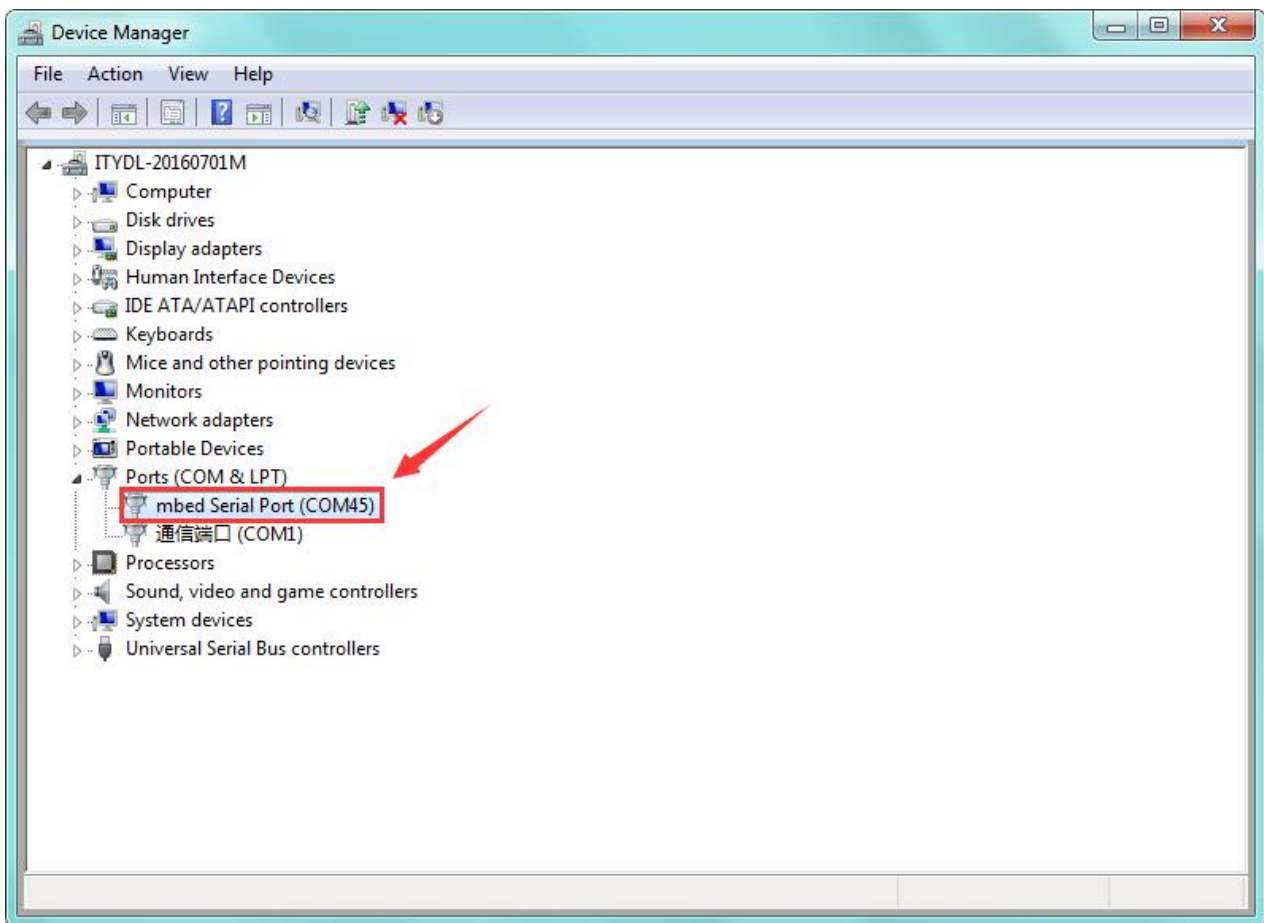 Device Manager
File Action View Help
ITYDL-20160701M
Computer
Disk drives
Display adapters
Human Interface Devices
IDE ATA/ATAPI controllers
Keyboards
Mice and other pointing devices
Monitors
Network adapters
Portable Devices
Ports (COM & LPT)
mbed Serial Port (COM45)
通信端口 (COM1)
Processors
Sound, video and game controllers
System devices
Universal Serial Bus controllers